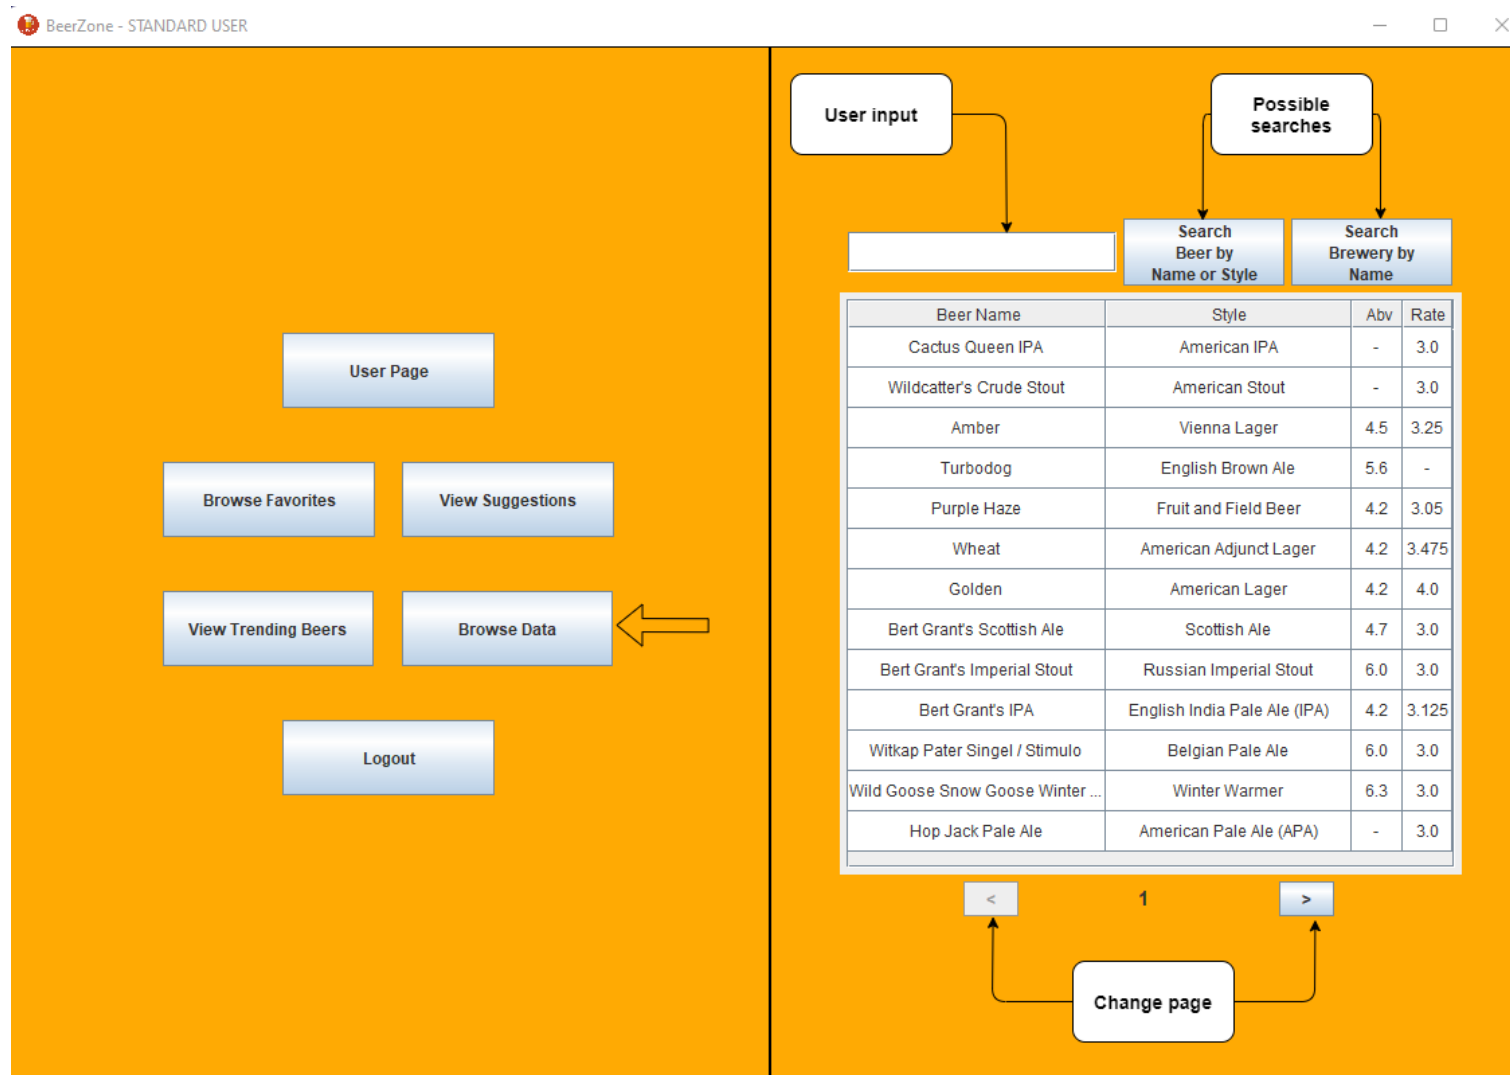 BeerZone - STANDARD USER
User Page
Browse Favorites
View Suggestions
View Trending Beers
Browse Data
Logout
User input
Possible
searches
Search
Beer by
Name or Style
Search
Brewery by
Name
Beer Name Style Abv Rate
Cactus Queen IPA American IPA - 3.0
Wildcatter's Crude Stout American Stout - 3.0
Amber Vienna Lager 4.5 3.25
Turbodog English Brown Ale 5.6 -
Purple Haze Fruit and Field Beer 4.2 3.05
Wheat American Adjunct Lager 4.2 3.475
Golden American Lager 4.2 4.0
Bert Grant's Scottish Ale Scottish Ale 4.7 3.0
Bert Grant's Imperial Stout Russian Imperial Stout 6.0 3.0
Bert Grant's IPA English India Pale Ale (IPA) 4.2 3.125
Witkap Pater Singel / Stimulo Belgian Pale Ale 6.0 3.0
Wild Goose Snow Goose Winter ... Winter Warmer 6.3 3.0
Hop Jack Pale Ale American Pale Ale (APA) - 3.0
< 1 >
Change page